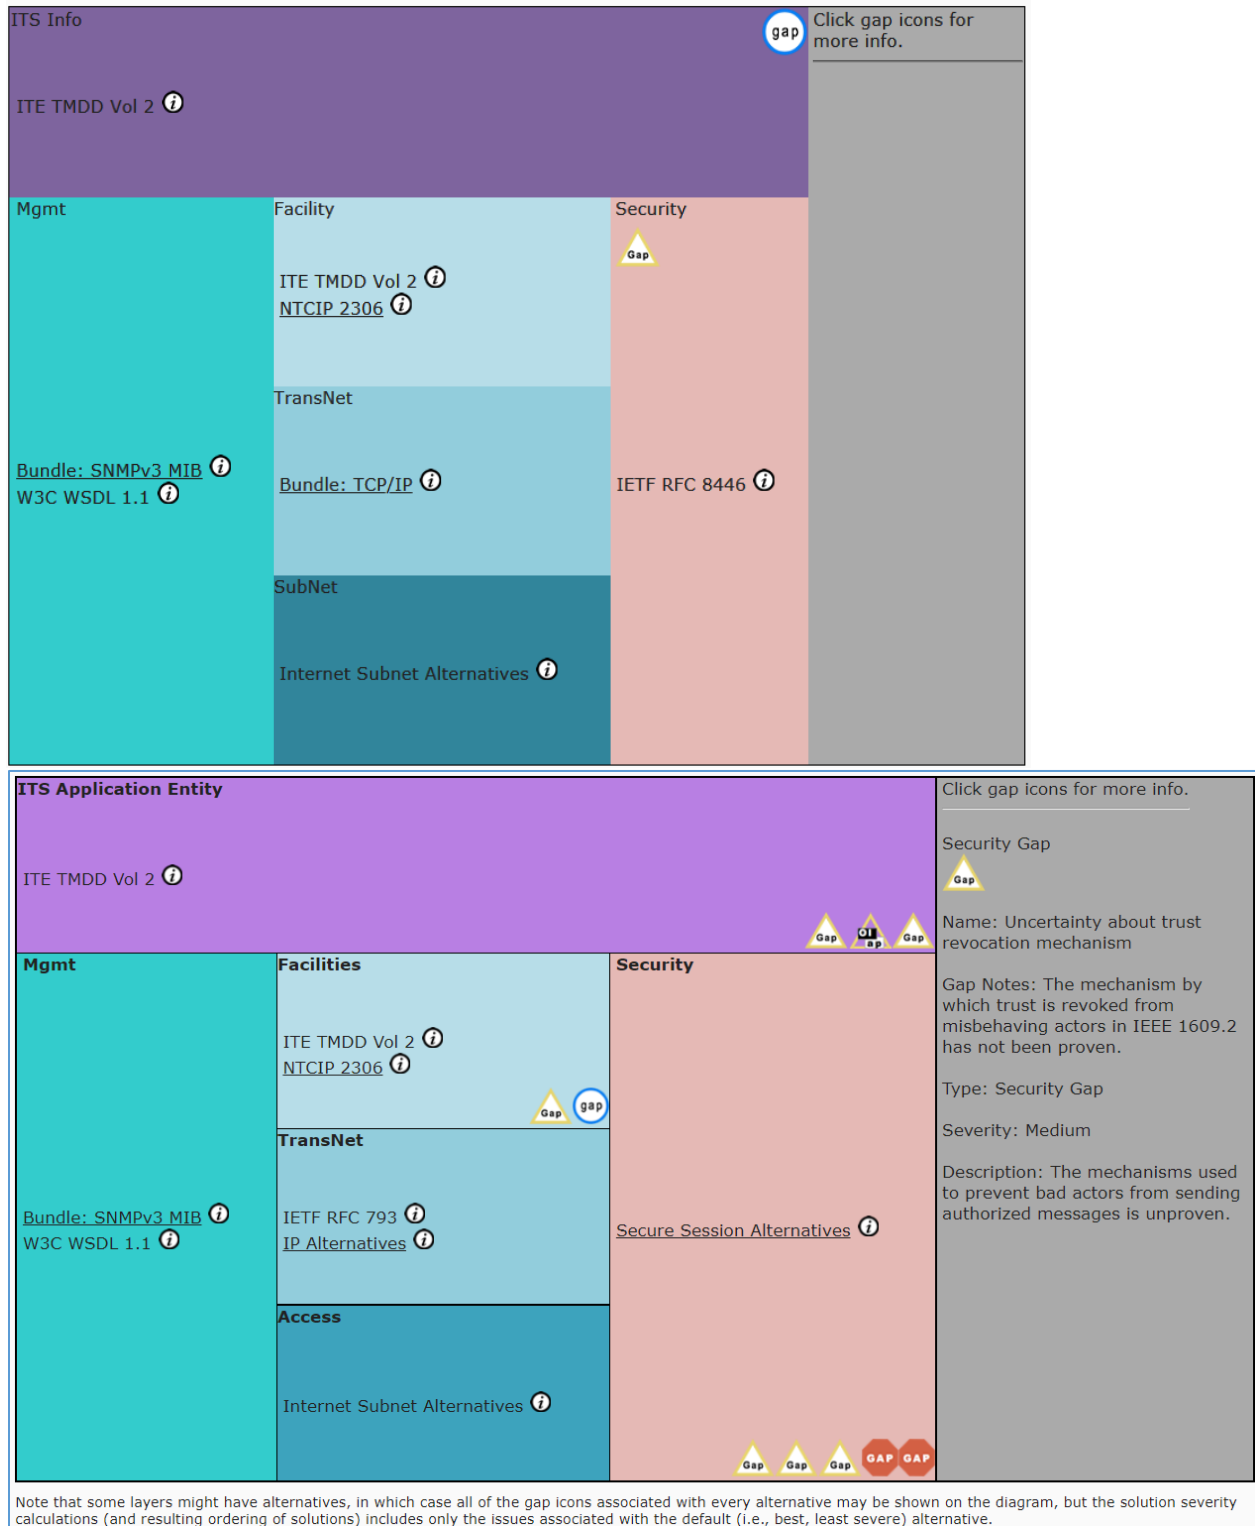 ITS Info
gap
Click gap icons for
more info.
ITE TMDD Vol 2 i
Mgmt
Facility
Security
Gap
ITE TMDD Vol 2 i
NTCIP 2306 i
TransNet
Bundle: SNMPv3 MIB i
W3C WSDL 1.1 i
Bundle: TCP/IP i
IETF RFC 8446 i
SubNet
Internet Subnet Alternatives i
ITS Application Entity
Click gap icons for more info.
ITE TMDD Vol 2 i
Security Gap
Gap
Gap
Gap
Name: Uncertainty about trust
revocation mechanism
Mgmt
Facilities
Security
Gap Notes: The mechanism by
which trust is revoked from
misbehaving actors in IEEE 1609.2
has not been proven.
ITE TMDD Vol 2 i
NTCIP 2306 i
Gap gap
Type: Security Gap
Severity: Medium
TransNet
Description: The mechanisms used
to prevent bad actors from sending
authorized messages is unproven.
Bundle: SNMPv3 MIB i
W3C WSDL 1.1 i
IETF RFC 793 i
IP Alternatives i
Secure Session Alternatives i
Access
Internet Subnet Alternatives i
Gap Gap Gap GAP GAP
Note that some layers might have alternatives, in which case all of the gap icons associated with every alternative may be shown on the diagram, but the solution severity
calculations (and resulting ordering of solutions) includes only the issues associated with the default (i.e., best, least severe) alternative.